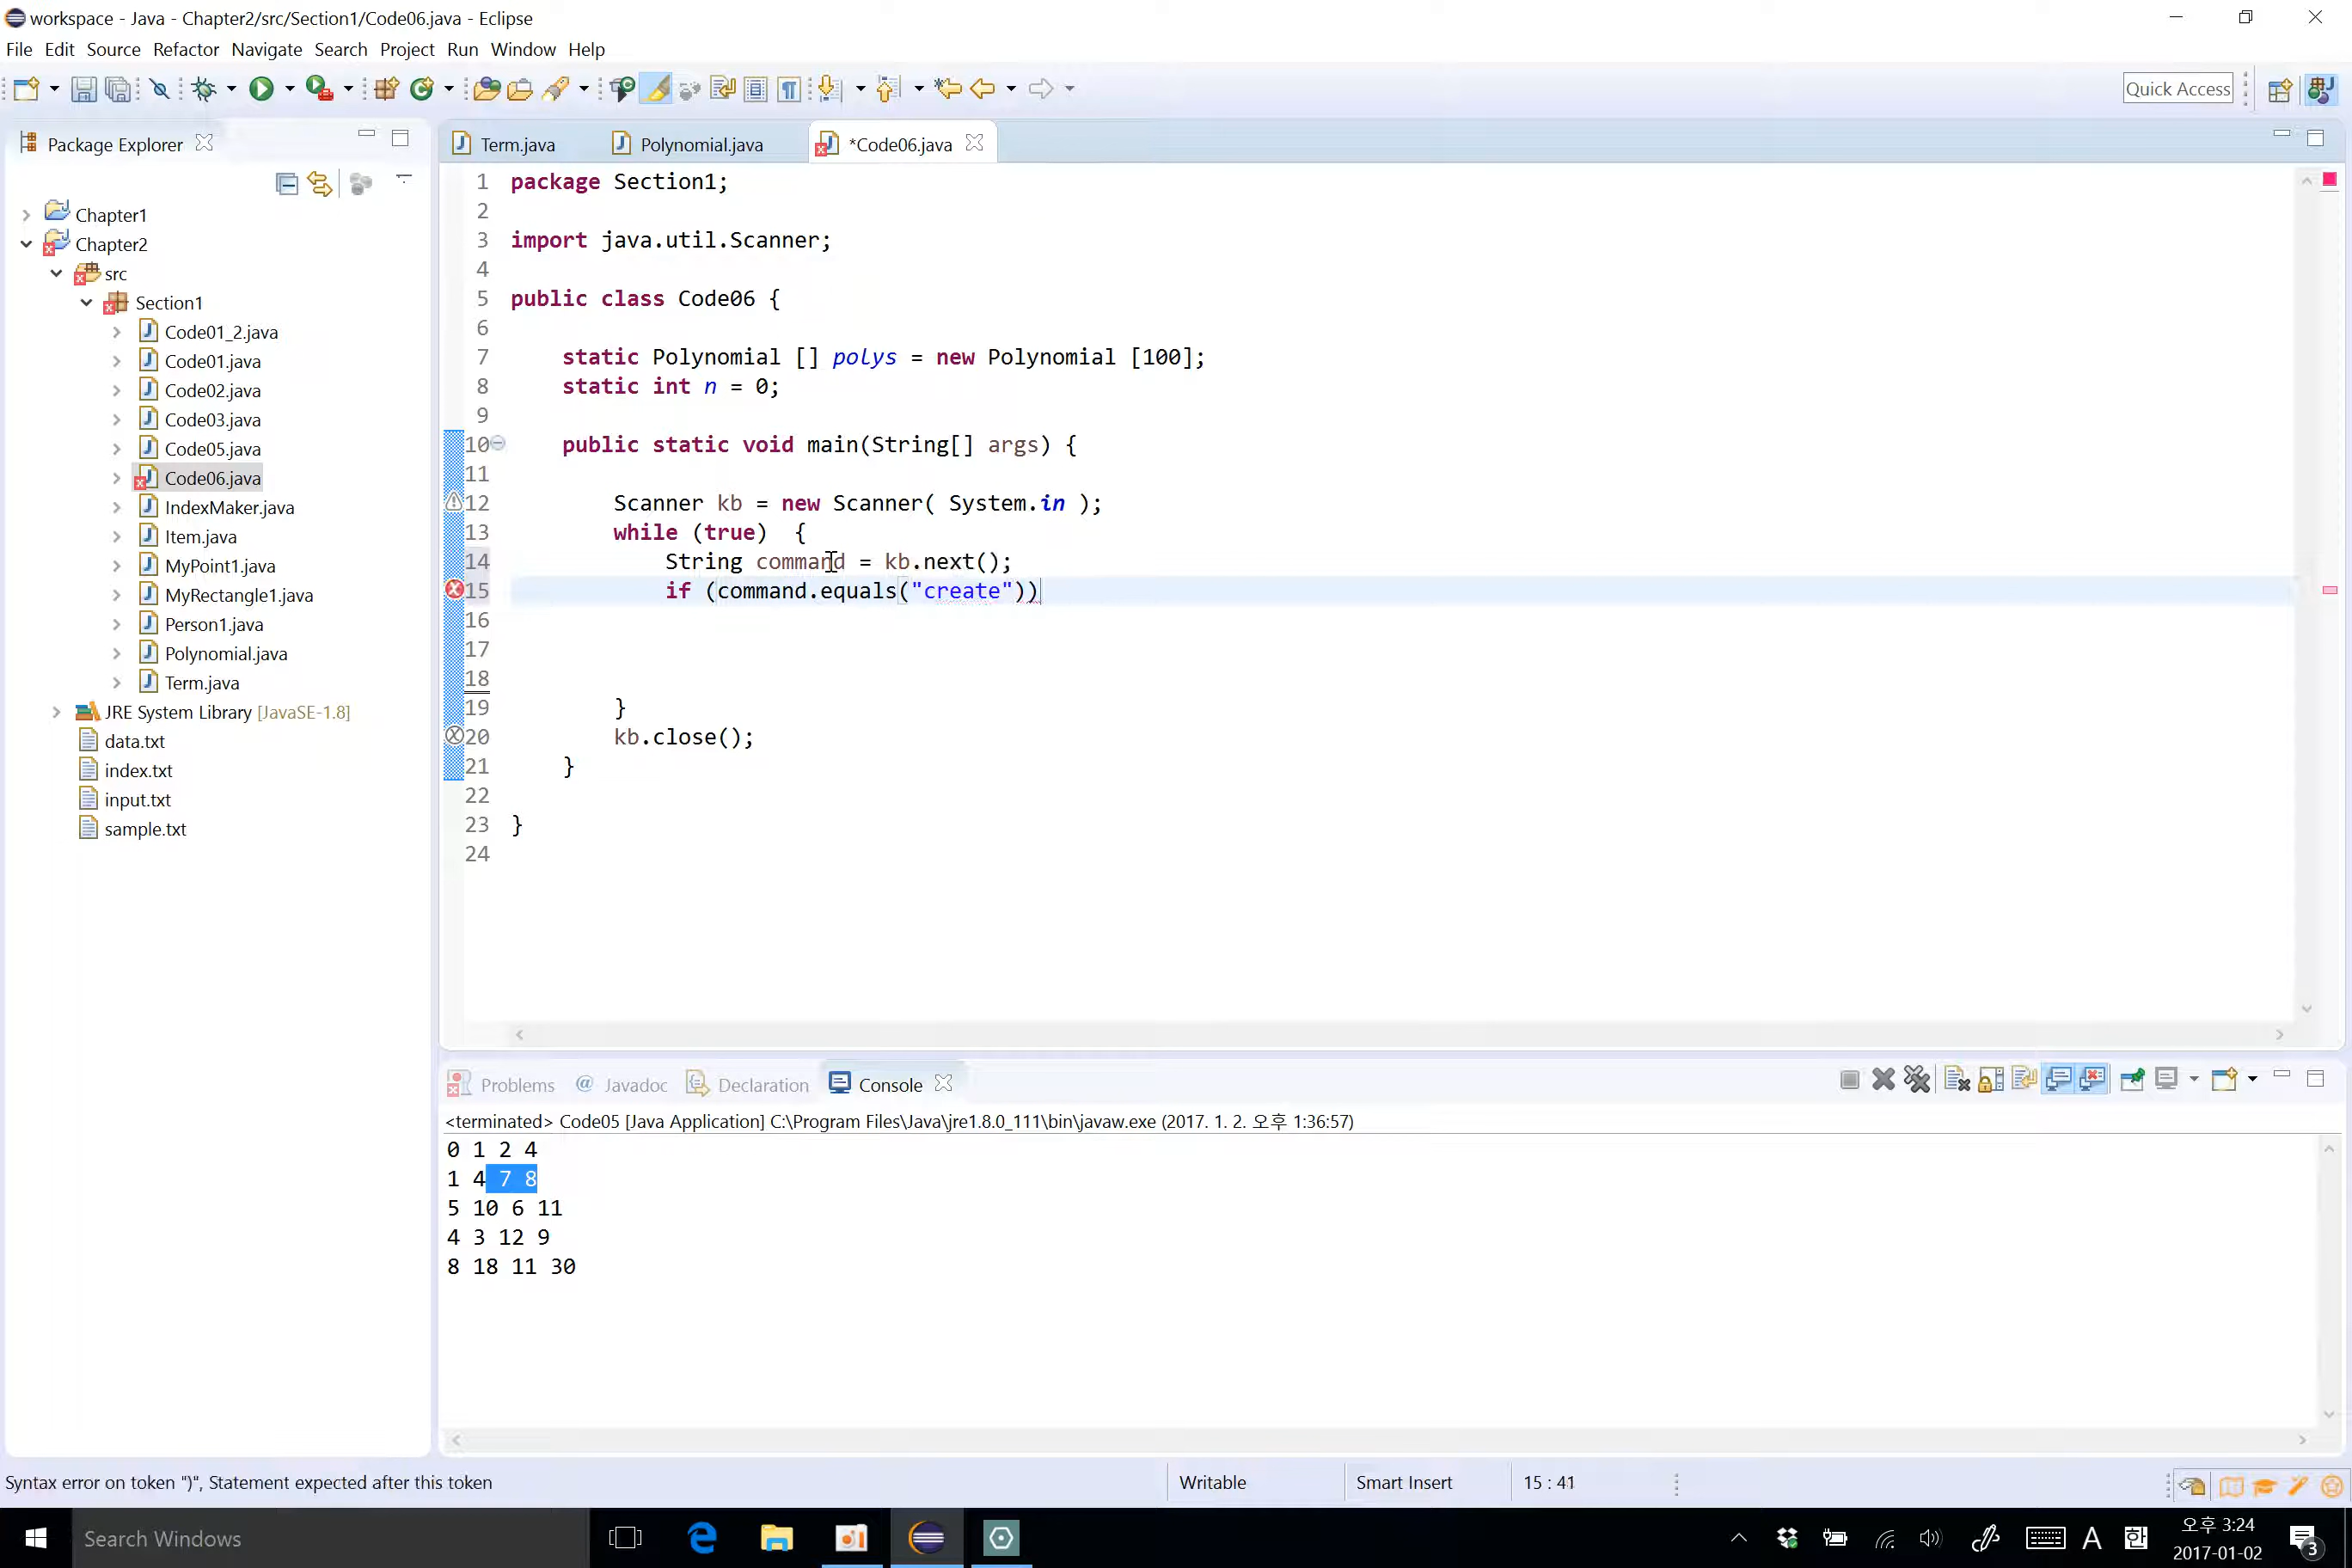 workspace - Java - Chapter2/src/Section1/Code06.java - Eclipse
File Edit Source Refactor Navigate Search Project Run Window Help
Quick Access
Package Explorer
Chapter1
Chapter2
src
Section1
Code01_2.java
Code01.java
Code02.java
Code03.java
Code05.java
Code06.java
IndexMaker.java
Item.java
MyPoint1.java
MyRectangle1.java
Person1.java
Polynomial.java
Term.java
JRE System Library [JavaSE-1.8]
data.txt
index.txt
input.txt
sample.txt
Term.java Polynomial.java *Code06.java
1 package Section1;
2
3 import java.util.Scanner;
4
5 public class Code06 {
6
7 static Polynomial [] polys = new Polynomial [100];
8 static int n = 0;
9
10 public static void main(String[] args) {
11
12 Scanner kb = new Scanner( System.in );
13 while (true)  {
14 String command = kb.next();
15 if (command.equals("create"))
16
17
18
19 }
20 kb.close();
21 }
22
23 }
24
Problems @ Javadoc Declaration Console
<terminated> Code05 [Java Application] C:\Program Files\Java\jre1.8.0_111\bin\javaw.exe (2017. 1. 2. 오후 1:36:57)
0 1 2 4
1 4 7 8
5 10 6 11
4 3 12 9
8 18 11 30
Syntax error on token ")", Statement expected after this token
Writable
Smart Insert
15 : 41
Search Windows
A
한
오후 3:24
2017-01-02
3